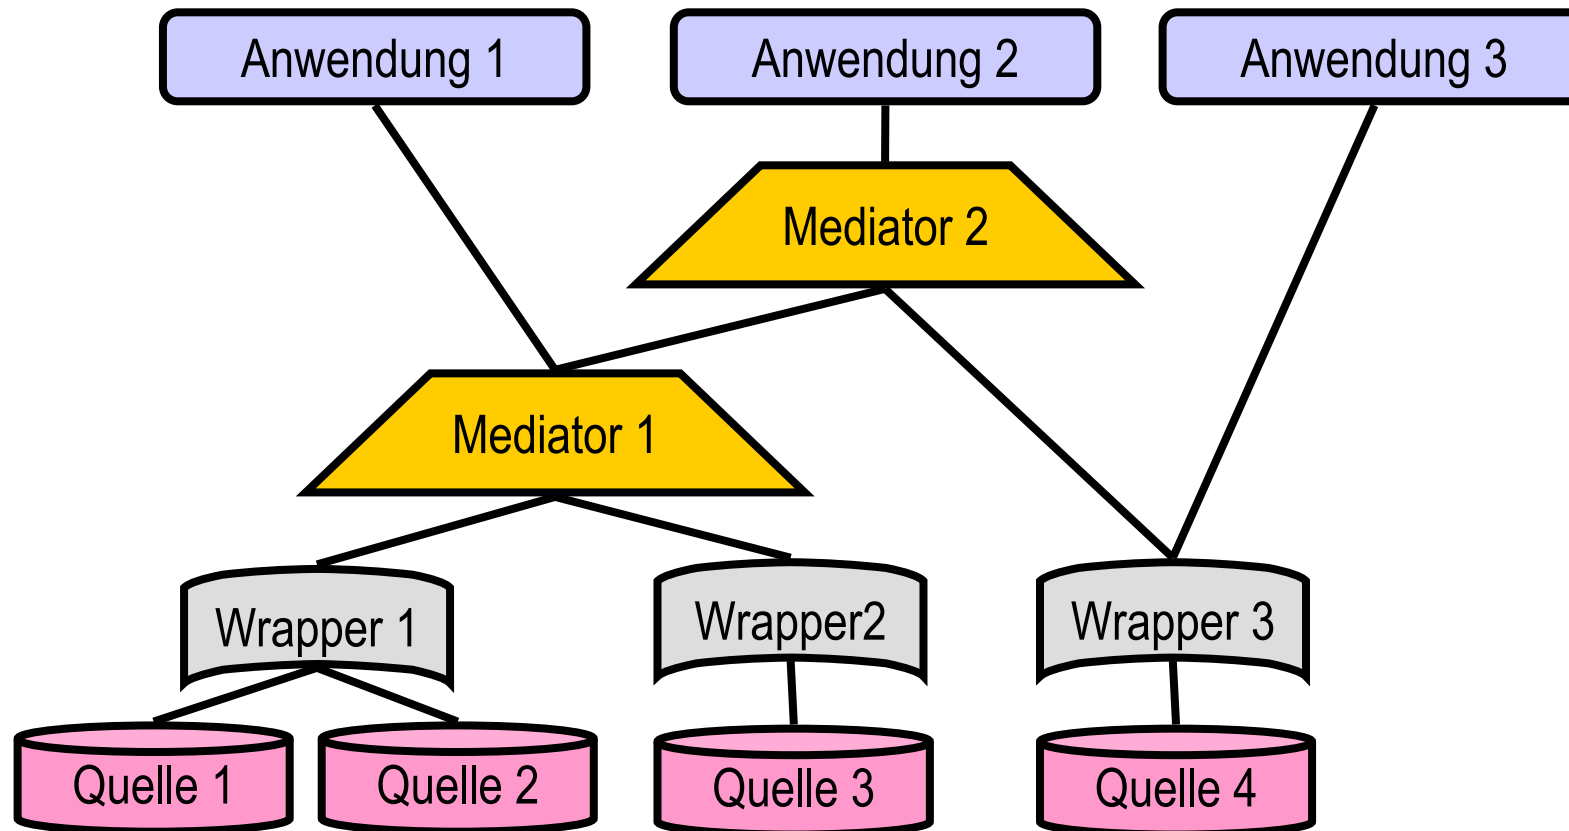 Anwendung 1
Anwendung 2
Anwendung 3
Mediator 2
Mediator 1
Wrapper 1
Wrapper2
Wrapper 3
Quelle 1
Quelle 2
Quelle 3
Quelle 4